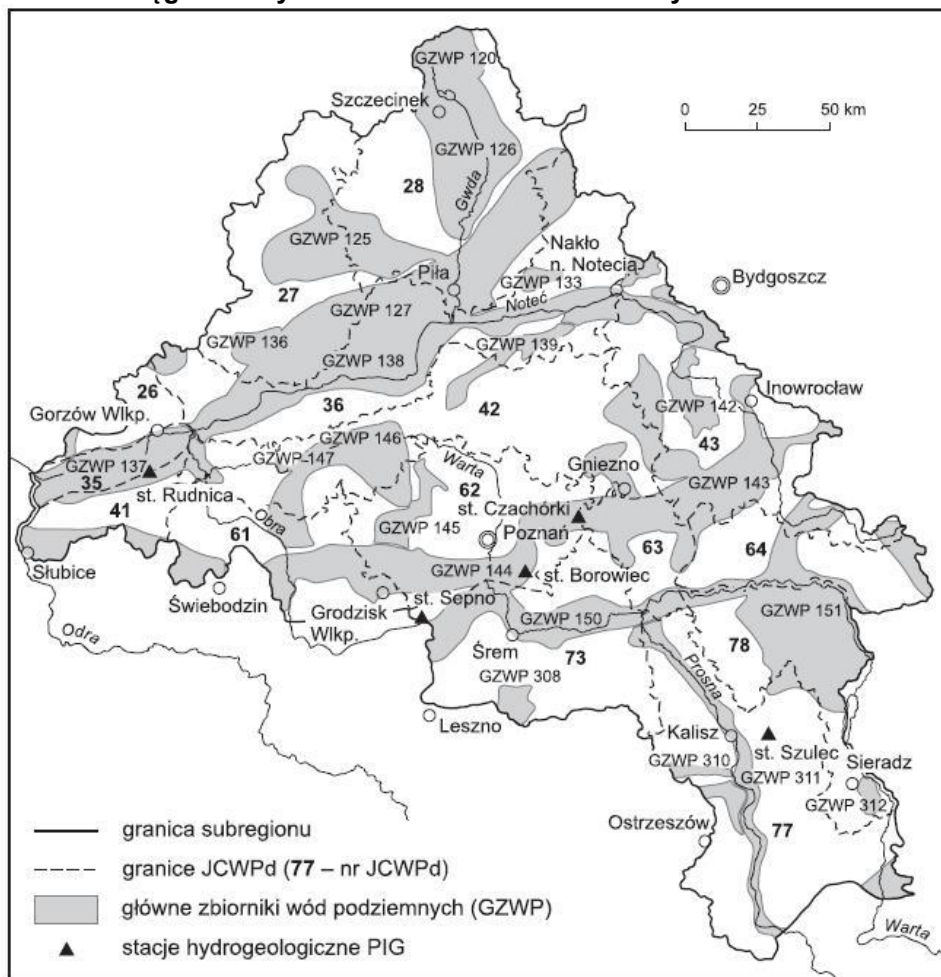 GZWP 120
Szczecinek
0 25 50 km
GZWP 126
28
Gwda
GZWP 125
Nakło
n. Notecią
Piła
GZWP 133
Bydgoszcz
27
Noteć
GZWP 127
GZWP 136
GZWP 139
GZWP 138
26
Inowrocław
36
42
GZWP 142
Gorzów Wlkp.
43
GZWP 146
GZWP 137
GZWP 147
Warta
Gniezno
GZWP 143
35
st. Rudnica
62
st. Czachórki
41
Obra
GZWP 145
Poznań
61
63
64
Słubice
GZWP 144
st. Borowiec
Świebodzin
Grodzisk
Wlkp.
st. Sepno
GZWP 150
GZWP 151
Odra
Śrem
78
73
Prosna
GZWP 308
Leszno
Kalisz
st. Szulec
GZWP 310
Sieradz
GZWP 311
GZWP 312
Ostrzeszów
77
Warta
granica subregionu
granice JCWPd (77 – nr JCWPd)
główne zbiorniki wód podziemnych (GZWP)
stacje hydrogeologiczne PIG